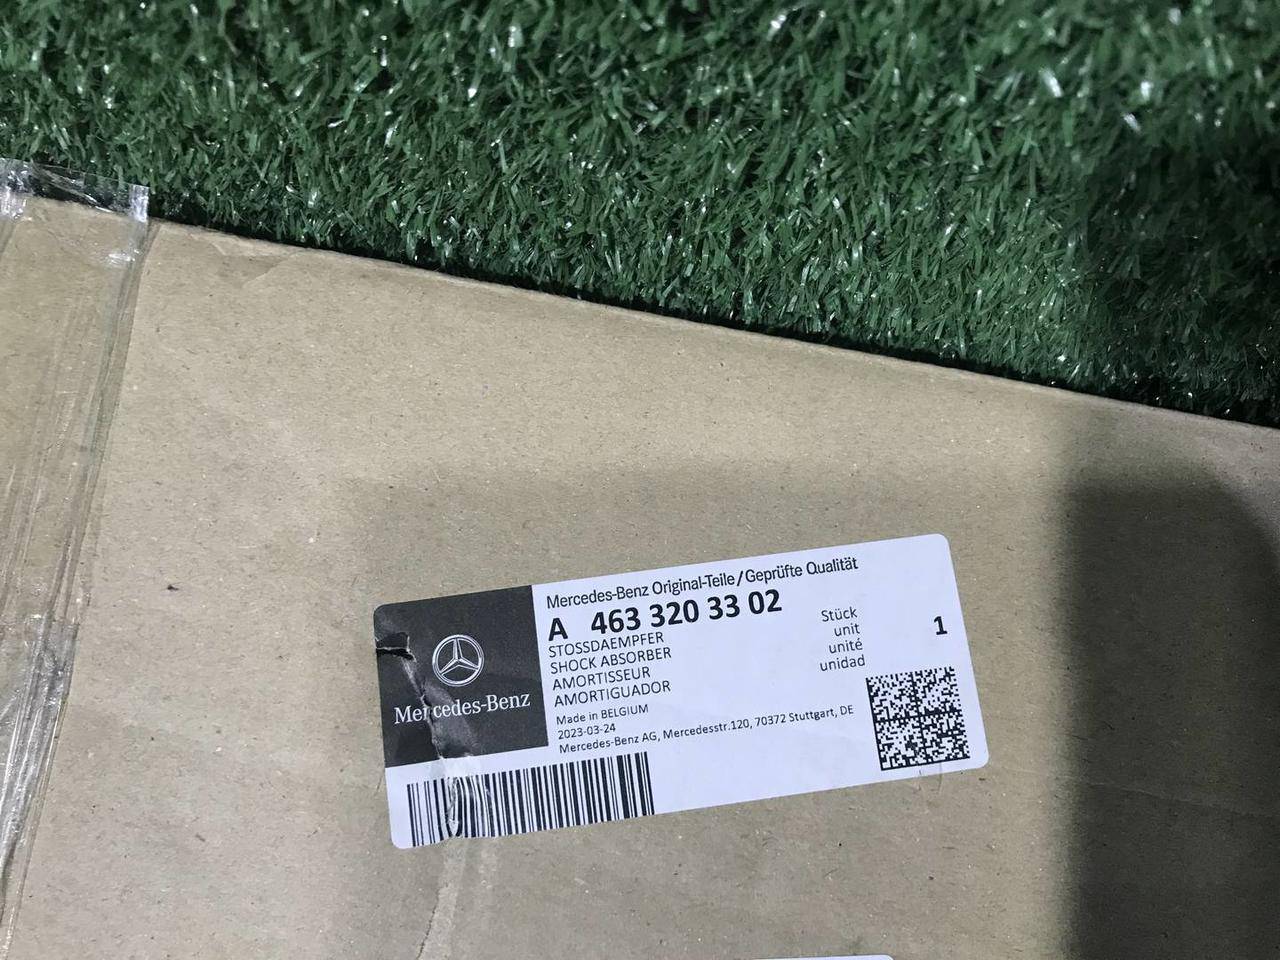 Mercedes-Benz Original-Teile/Geprüfte Qualität
A 463 320 33 02
STOSSDAEMPFER
SHOCK ABSORBER
AMORTISSEUR
AMORTIGUADOR
Stück
unit
unité
unidad
1
Made in BELGIUM
2023-03-24
Mercedes-Benz AG, Mercedesstr.120, 70372 Stuttgart, DE
Mercedes-Benz